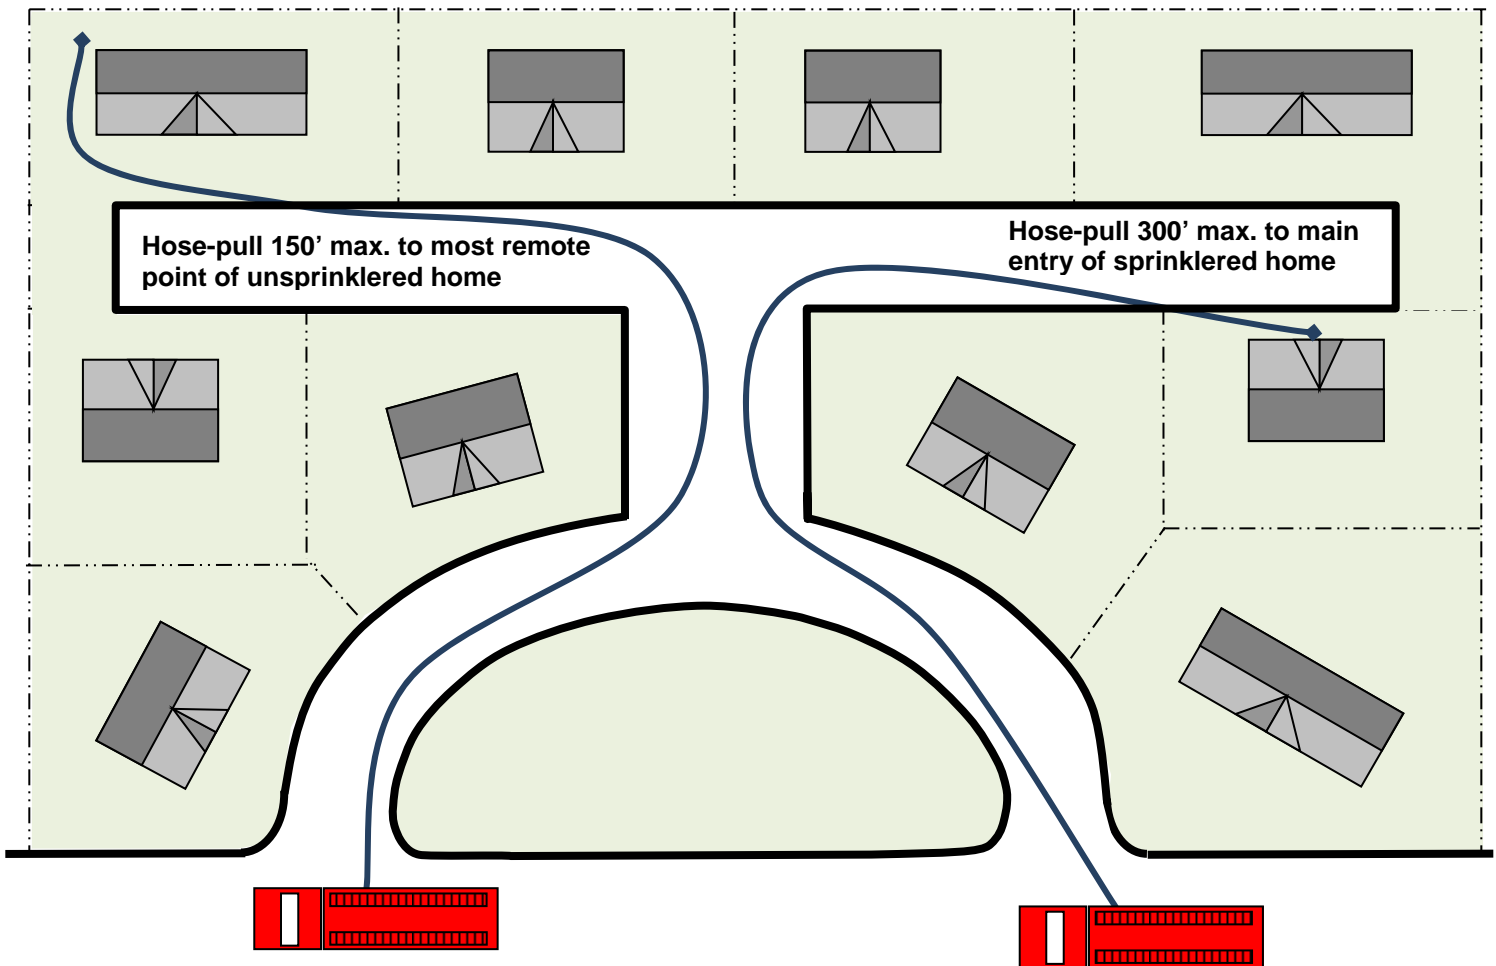 Hose-pull 150’ max. to most remote
point of unsprinklered home
Hose-pull 300’ max. to main
entry of sprinklered home